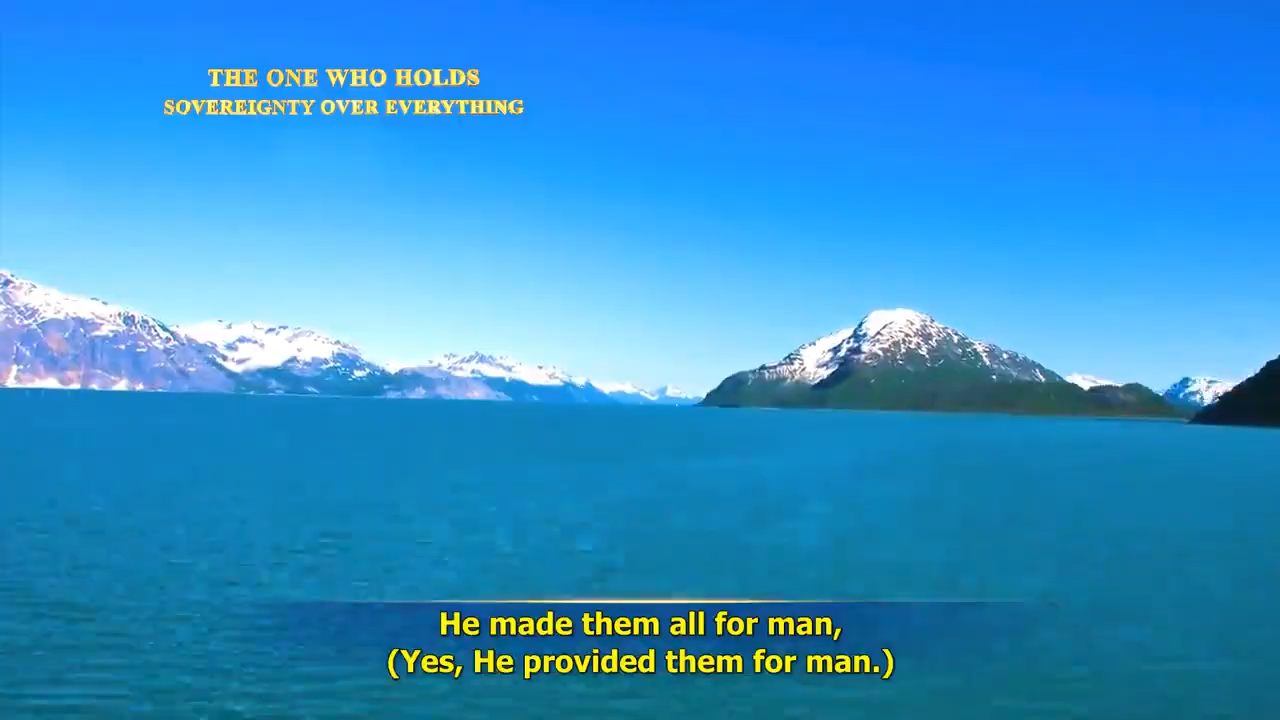 THE ONE WHO HOLDS
SOVEREIGNTY OVER EVERYTHING
He made them all for man,
(Yes, He provided them for man.)